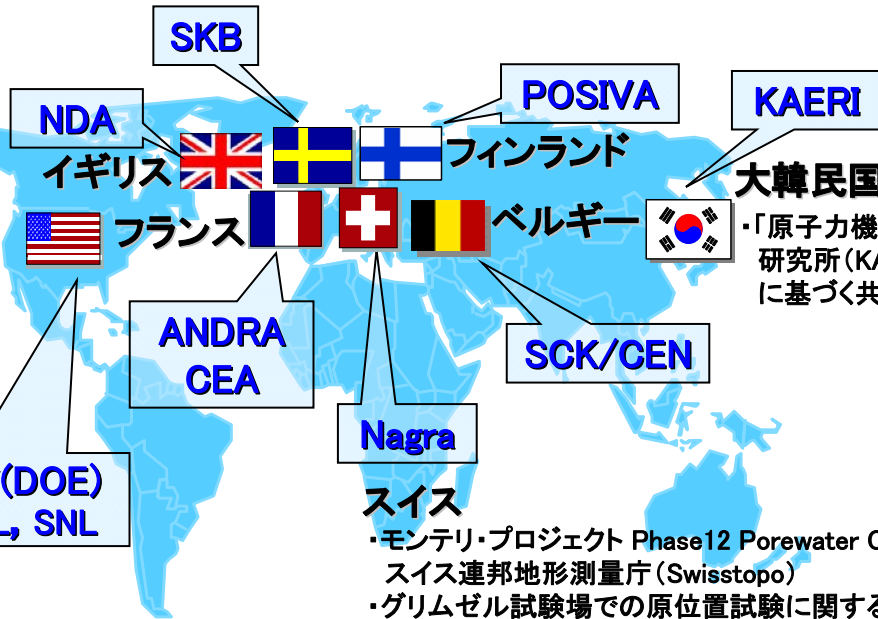 SKB
POSIVA
KAERI
NDA
イギリス
フィンランド
大韓民国
フランス
ベルギー
・「原子力機
研究所（KA
に基づく共
ANDRA
CEA
SCK/CEN
Nagra
(DOE)
L, SNL
スイス
・モンテリ・プロジェクト Phase12 Porewater C
スイス連邦地形測量庁（Swisstopo）
・グリムゼル試験場での原位置試験に関する